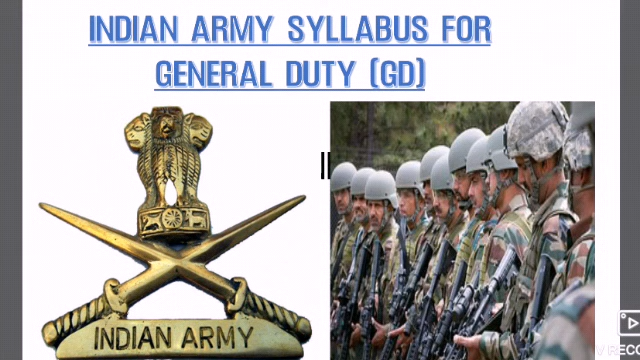 INDIAN ARMY SYLLABUS FOR
GENERAL DUTY (GD)
INDIAN ARMY